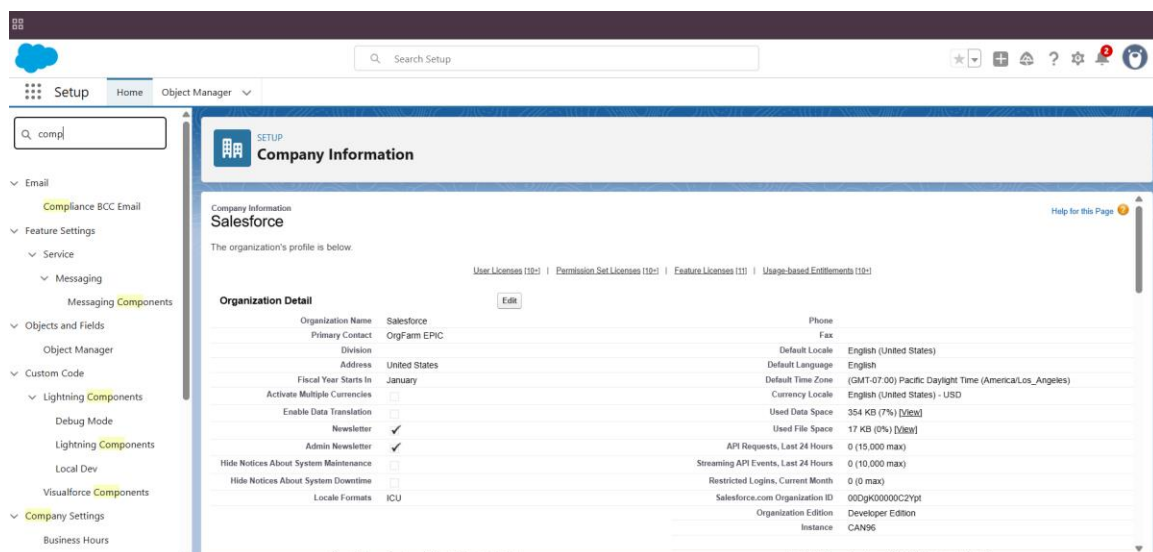 Search Setup
2
Setup
Home
Object Manager
comp
Email
Compliance BCC Email
Feature Settings
Service
Messaging
Messaging Components
Objects and Fields
Object Manager
Custom Code
Lightning Components
Debug Mode
Lightning Components
Local Dev
Visualforce Components
Company Settings
Business Hours
SETUP
Company Information
Company Information
Salesforce
Help for this Page
The organization's profile is below.
User Licenses [10+] | Permission Set Licenses [10+] | Feature Licenses [11] | Usage-based Entitlements [10+]
Organization Detail Edit
Organization Name Salesforce Phone
Primary Contact OrgFarm EPIC Fax
Division Default Locale English (United States)
Address United States Default Language English
Fiscal Year Starts In January Default Time Zone (GMT-07:00) Pacific Daylight Time (America/Los_Angeles)
Activate Multiple Currencies Currency Locale English (United States) - USD
Enable Data Translation Used Data Space 354 KB (7%) [View]
Newsletter Used File Space 17 KB (0%) [View]
Admin Newsletter API Requests, Last 24 Hours 0 (15,000 max)
Hide Notices About System Maintenance Streaming API Events, Last 24 Hours 0 (10,000 max)
Hide Notices About System Downtime Restricted Logins, Current Month 0 (0 max)
Locale Formats ICU Salesforce.com Organization ID 00DgK00000C2Ypt
Organization Edition Developer Edition
Instance CAN96